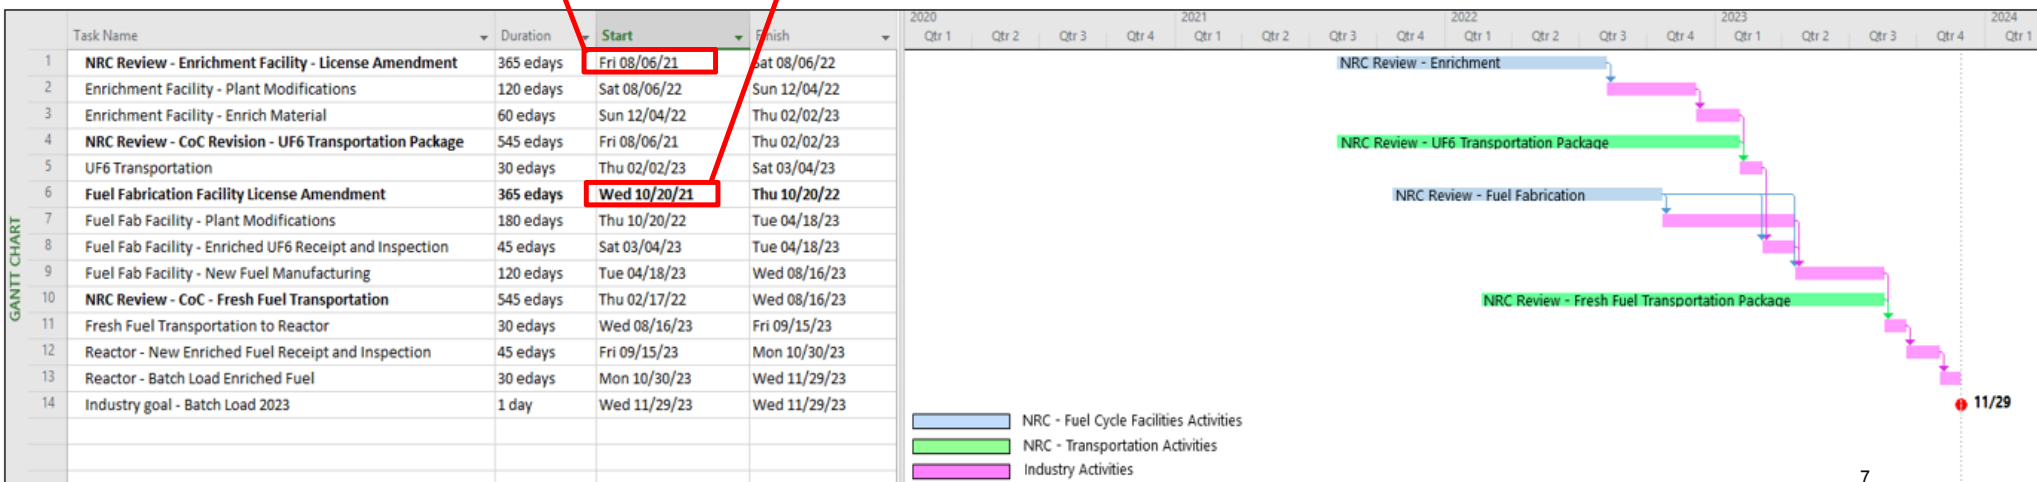 2020 2021 2022 2023 2024
Task Name Duration Start Finish Qtr 1 Qtr 2 Qtr 3 Qtr 4 Qtr 1 Qtr 2 Qtr 3 Qtr 4 Qtr 1 Qtr 2 Qtr 3 Qtr 4 Qtr 1 Qtr 2 Qtr 3 Qtr 4 Qtr 1
1 NRC Review - Enrichment Facility - License Amendment 365 edays Fri 08/06/21 Sat 08/06/22 NRC Review - Enrichment
2 Enrichment Facility - Plant Modifications 120 edays Sat 08/06/22 Sun 12/04/22
3 Enrichment Facility - Enrich Material 60 edays Sun 12/04/22 Thu 02/02/23
4 NRC Review - CoC Revision - UF6 Transportation Package 545 edays Fri 08/06/21 Thu 02/02/23 NRC Review - UF6 Transportation Package
5 UF6 Transportation 30 edays Thu 02/02/23 Sat 03/04/23
6 Fuel Fabrication Facility License Amendment 365 edays Wed 10/20/21 Thu 10/20/22 NRC Review - Fuel Fabrication
7 Fuel Fab Facility - Plant Modifications 180 edays Thu 10/20/22 Tue 04/18/23
8 Fuel Fab Facility - Enriched UF6 Receipt and Inspection 45 edays Sat 03/04/23 Tue 04/18/23
9 Fuel Fab Facility - New Fuel Manufacturing 120 edays Tue 04/18/23 Wed 08/16/23
10 NRC Review - CoC - Fresh Fuel Transportation 545 edays Thu 02/17/22 Wed 08/16/23 NRC Review - Fresh Fuel Transportation Package
11 Fresh Fuel Transportation to Reactor 30 edays Wed 08/16/23 Fri 09/15/23
12 Reactor - New Enriched Fuel Receipt and Inspection 45 edays Fri 09/15/23 Mon 10/30/23
13 Reactor - Batch Load Enriched Fuel 30 edays Mon 10/30/23 Wed 11/29/23
14 Industry goal - Batch Load 2023 1 day Wed 11/29/23 Wed 11/29/23 11/29
GANTT CHART
NRC - Fuel Cycle Facilities Activities
NRC - Transportation Activities
Industry Activities
7